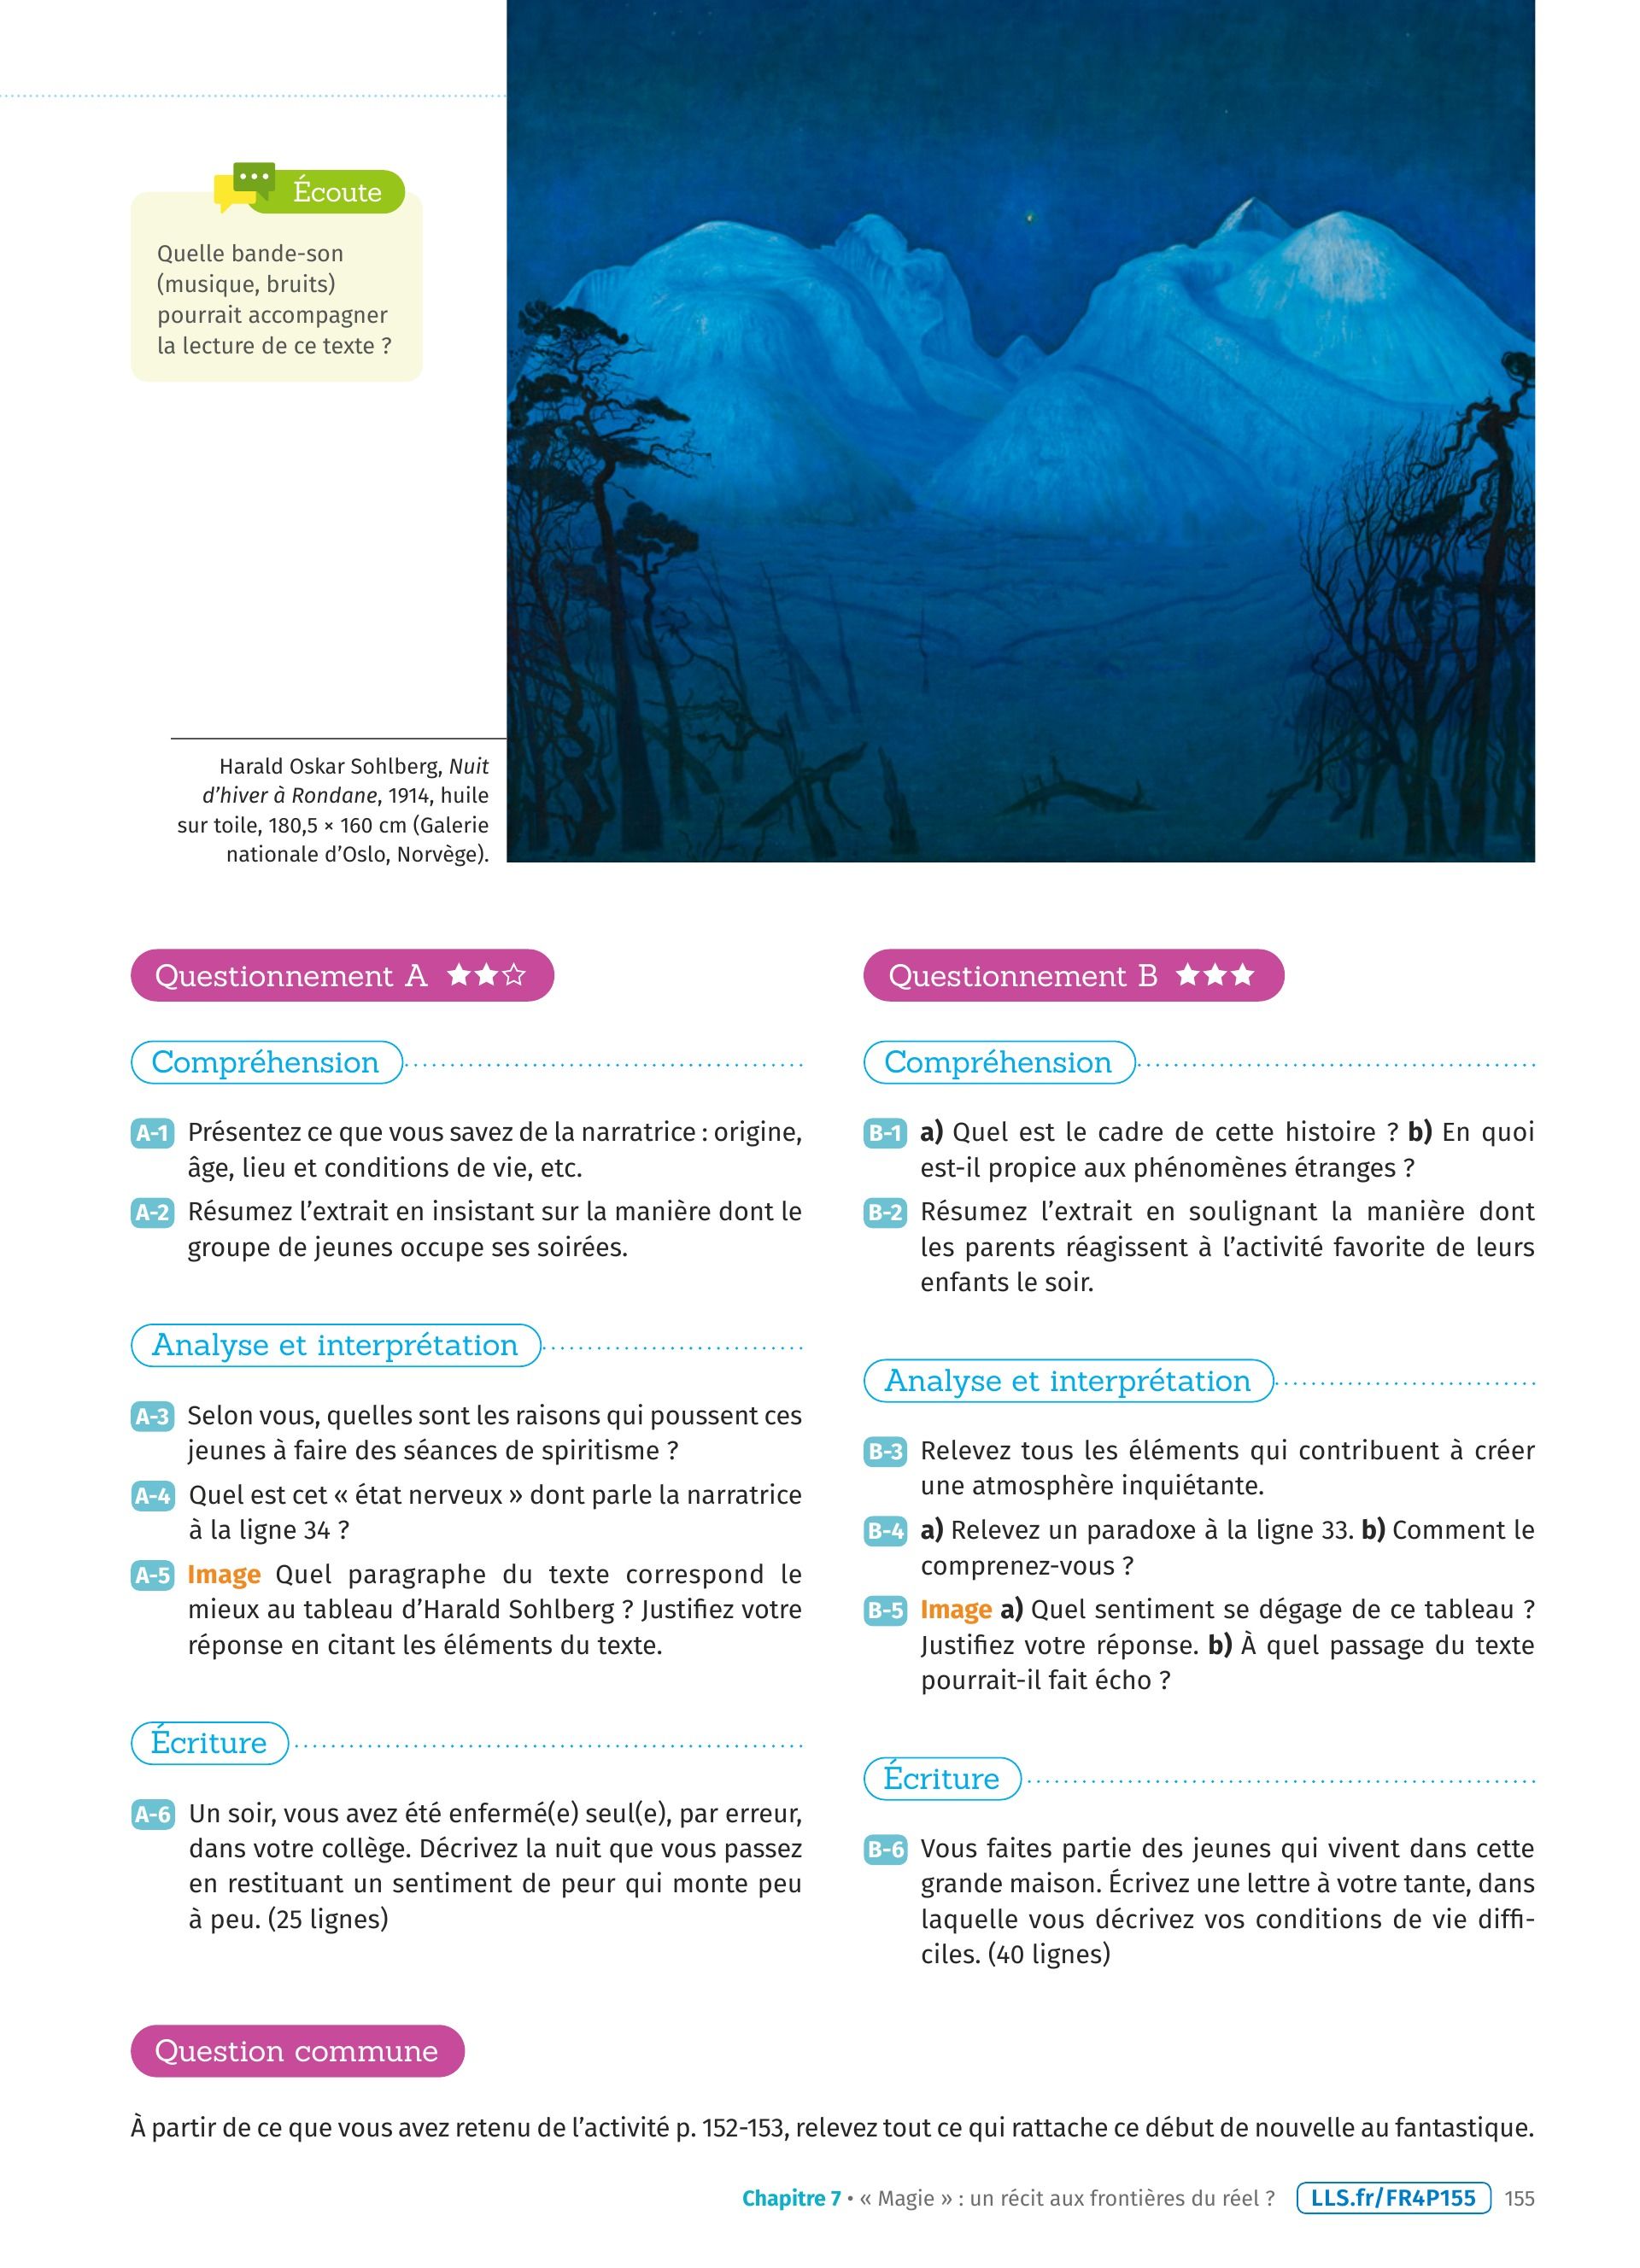 Écoute
Quelle bande-son
(musique, bruits)
pourrait accompagner
la lecture de ce texte ?
Harald Oskar Sohlberg, Nuit
d’hiver à Rondane, 1914, huile
sur toile, 180,5 × 160 cm (Galerie
nationale d’Oslo, Norvège).
Questionnement A
Compréhension
A-1 Présentez ce que vous savez de la narratrice : origine,
âge, lieu et conditions de vie, etc.
A-2 Résumez l’extrait en insistant sur la manière dont le
groupe de jeunes occupe ses soirées.
Analyse et interprétation
A-3 Selon vous, quelles sont les raisons qui poussent ces
jeunes à faire des séances de spiritisme ?
A-4 Quel est cet « état nerveux » dont parle la narratrice
à la ligne 34 ?
A-5 Image Quel paragraphe du texte correspond le
mieux au tableau d’Harald Sohlberg ? Justifiez votre
réponse en citant les éléments du texte.
Écriture
A-6 Un soir, vous avez été enfermé(e) seul(e), par erreur,
dans votre collège. Décrivez la nuit que vous passez
en restituant un sentiment de peur qui monte peu
à peu. (25 lignes)
Questionnement B
Compréhension
B-1 a) Quel est le cadre de cette histoire ? b) En quoi
est-il propice aux phénomènes étranges ?
B-2 Résumez l’extrait en soulignant la manière dont
les parents réagissent à l’activité favorite de leurs
enfants le soir.
Analyse et interprétation
B-3 Relevez tous les éléments qui contribuent à créer
une atmosphère inquiétante.
B-4 a) Relevez un paradoxe à la ligne 33. b) Comment le
comprenez-vous ?
B-5 Image a) Quel sentiment se dégage de ce tableau ?
Justifiez votre réponse. b) À quel passage du texte
pourrait-il fait écho ?
Écriture
B-6 Vous faites partie des jeunes qui vivent dans cette
grande maison. Écrivez une lettre à votre tante, dans
laquelle vous décrivez vos conditions de vie diffi-
ciles. (40 lignes)
Question commune
À partir de ce que vous avez retenu de l’activité p. 152-153, relevez tout ce qui rattache ce début de nouvelle au fantastique.
Chapitre 7 • « Magie » : un récit aux frontières du réel ? LLS.fr/FR4P155 155